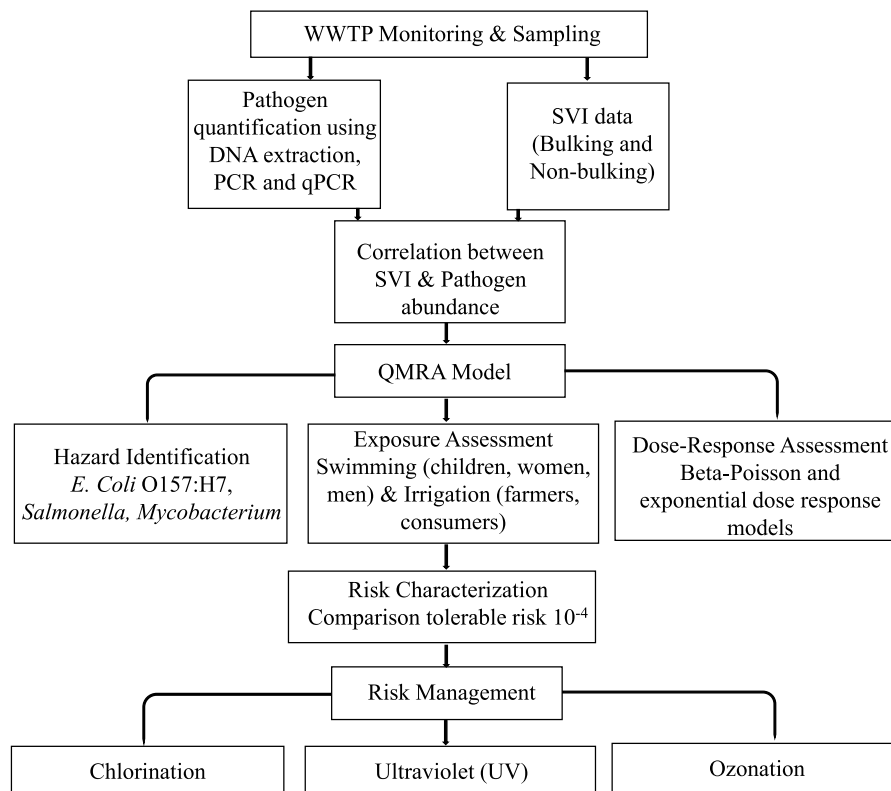 WWTP Monitoring & Sampling
Pathogen
quantification using
DNA extraction,
PCR and qPCR
SVI data
(Bulking and
Non-bulking)
Correlation between
SVI & Pathogen
abundance
QMRA Model
Hazard Identification
E. Coli O157:H7,
Salmonella, Mycobacterium
Exposure Assessment
Swimming (children, women,
men) & Irrigation (farmers,
consumers)
Dose-Response Assessment
Beta-Poisson and
exponential dose response
models
Risk Characterization
Comparison tolerable risk 10⁻⁴
Risk Management
Chlorination
Ultraviolet (UV)
Ozonation